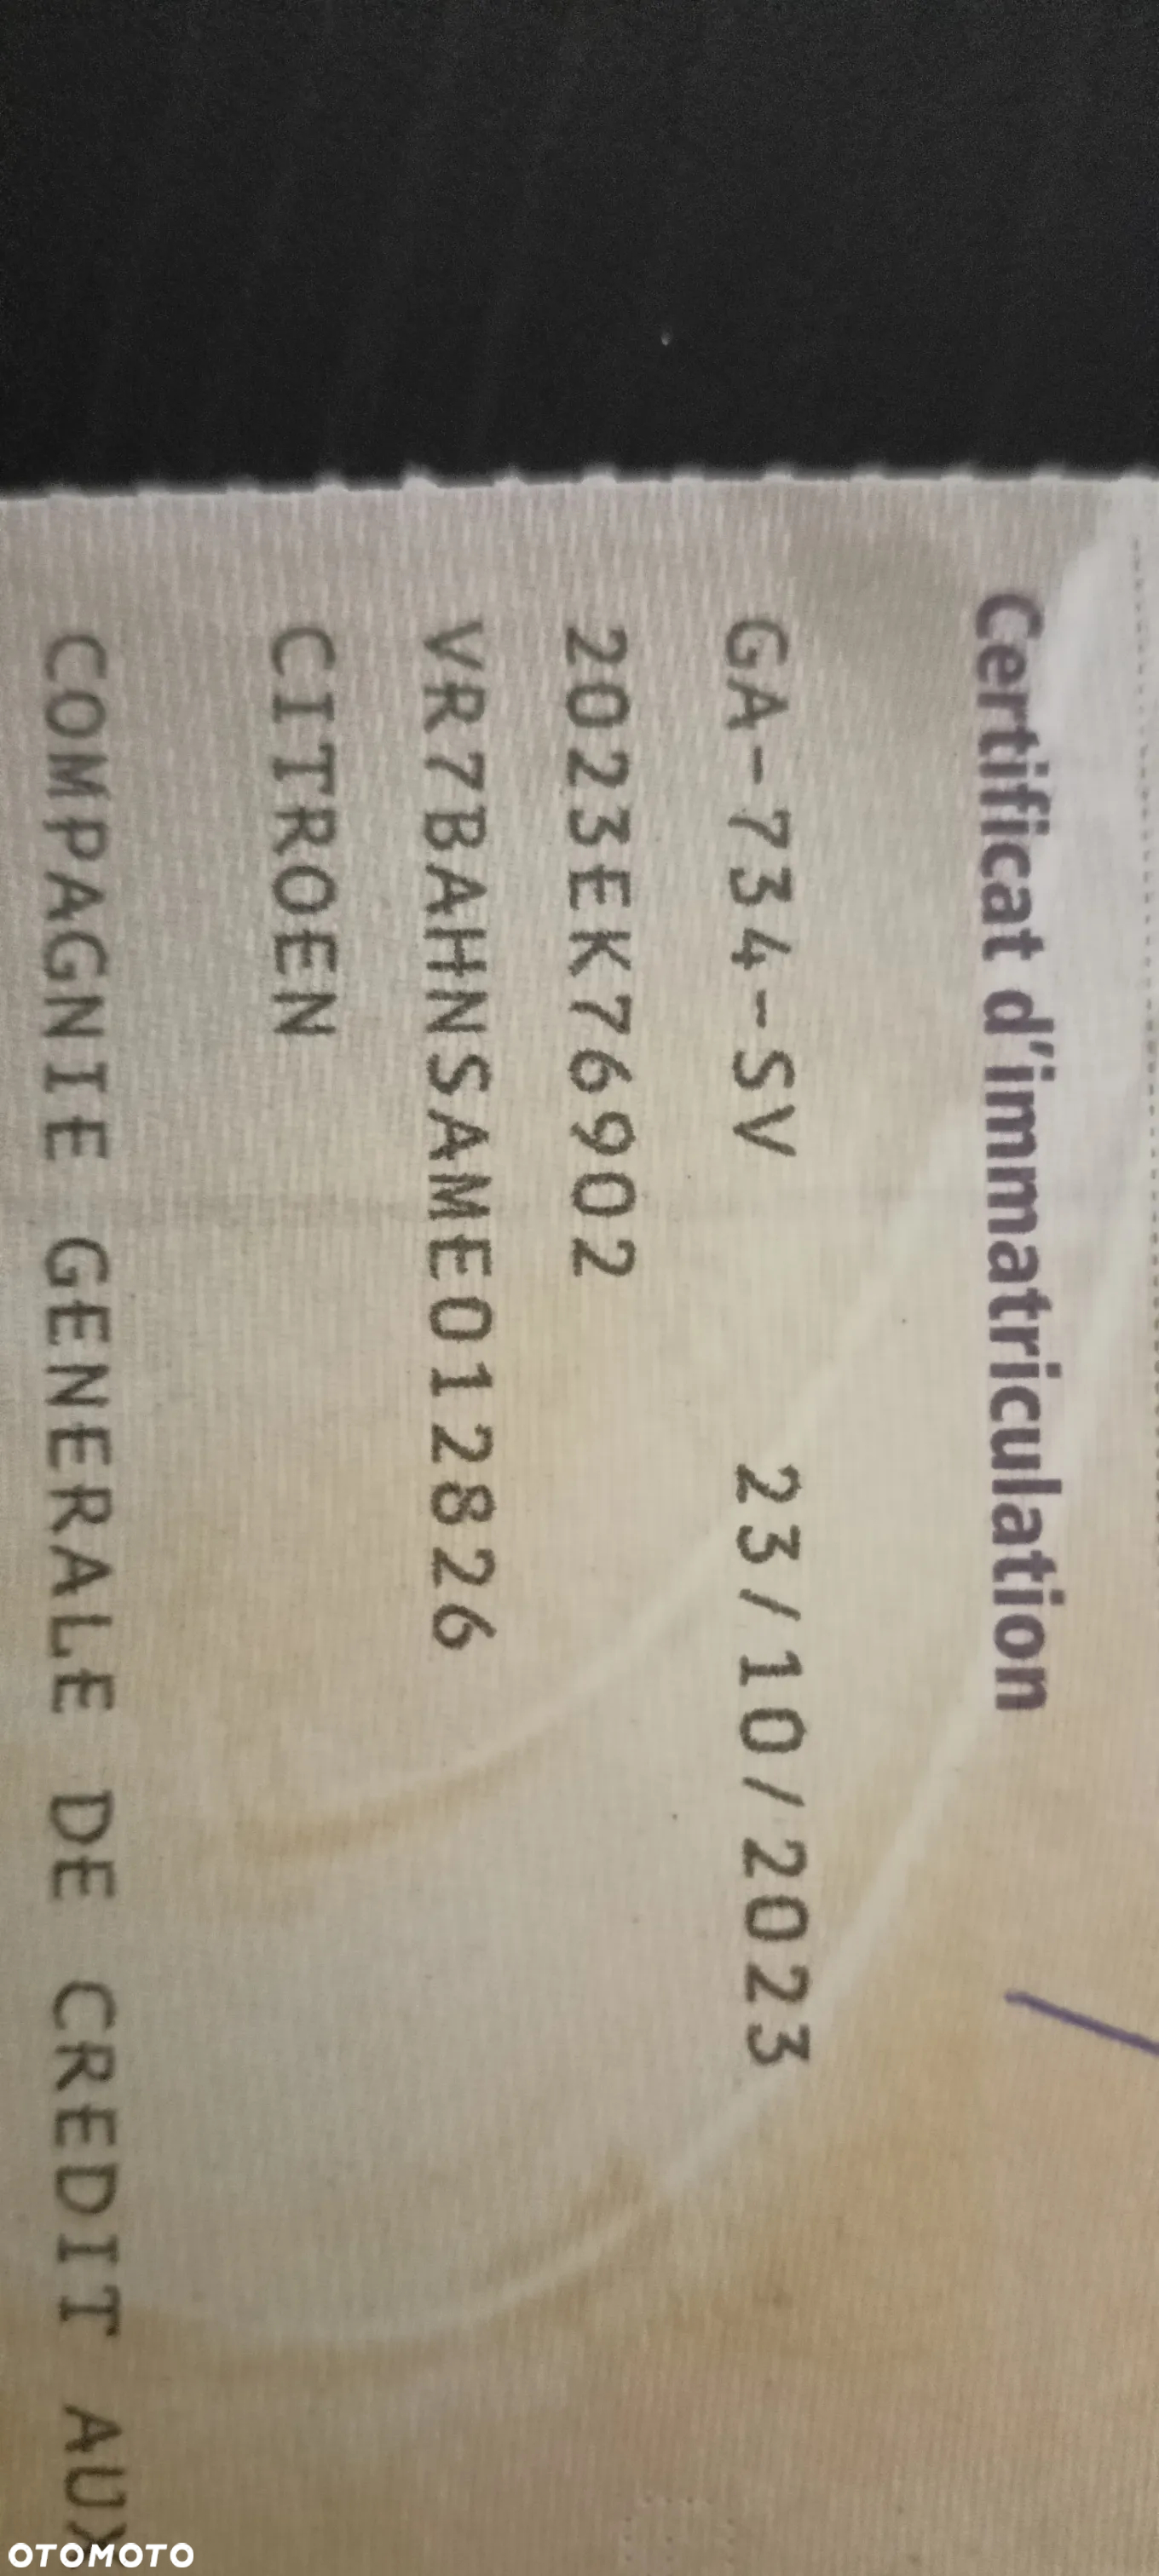 Certificat d'immatriculation
GA-734-SV 23/10/2023
2023EK76902
VR7BAHNSAME012826
CITROEN
COMPAGNIE GENERALE DE CREDIT AUX
OTOMOTO